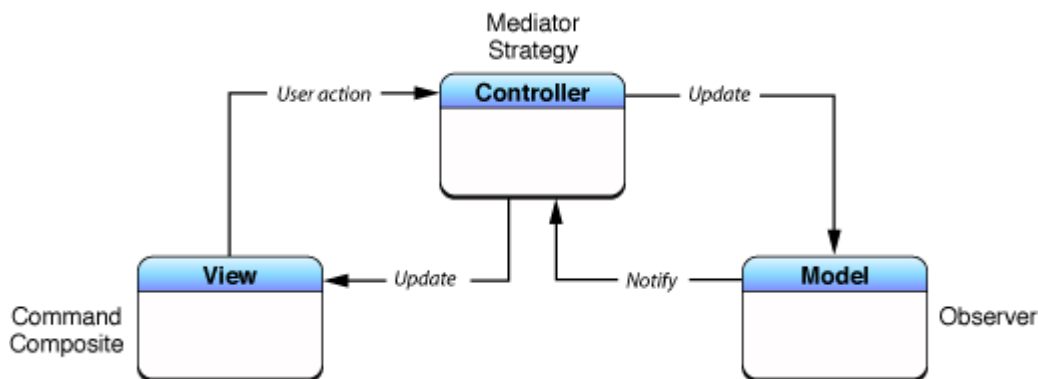 Mediator
Strategy
Controller
User action
Update
View
Update
Notify
Model
Command
Composite
Observer